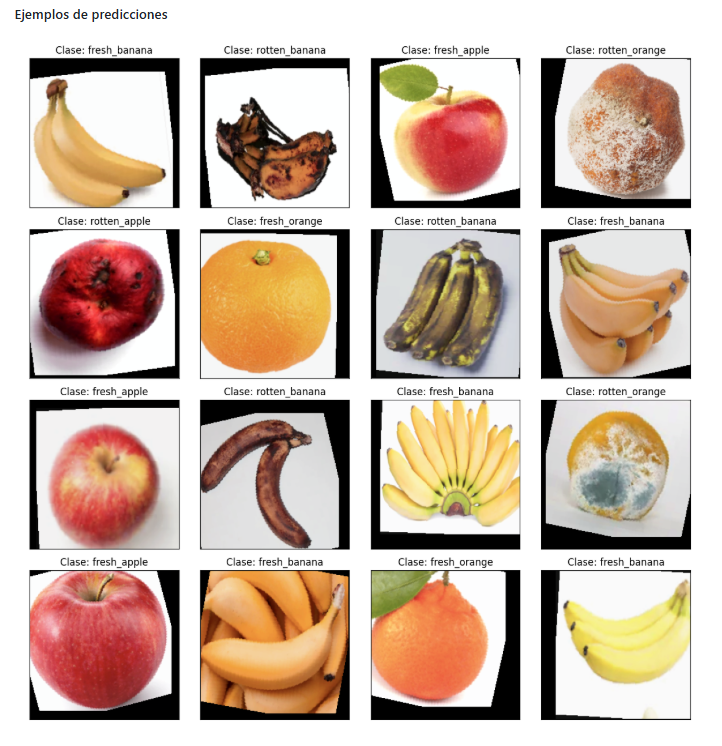 Ejemplos de predicciones
Clase: fresh_banana
Clase: rotten_banana
Clase: fresh_apple
Clase: rotten_orange
Clase: rotten_apple
Clase: fresh_orange
Clase: rotten_banana
Clase: fresh_banana
Clase: fresh_apple
Clase: rotten_banana
Clase: fresh_banana
Clase: rotten_orange
Clase: fresh_apple
Clase: fresh_banana
Clase: fresh_orange
Clase: fresh_banana